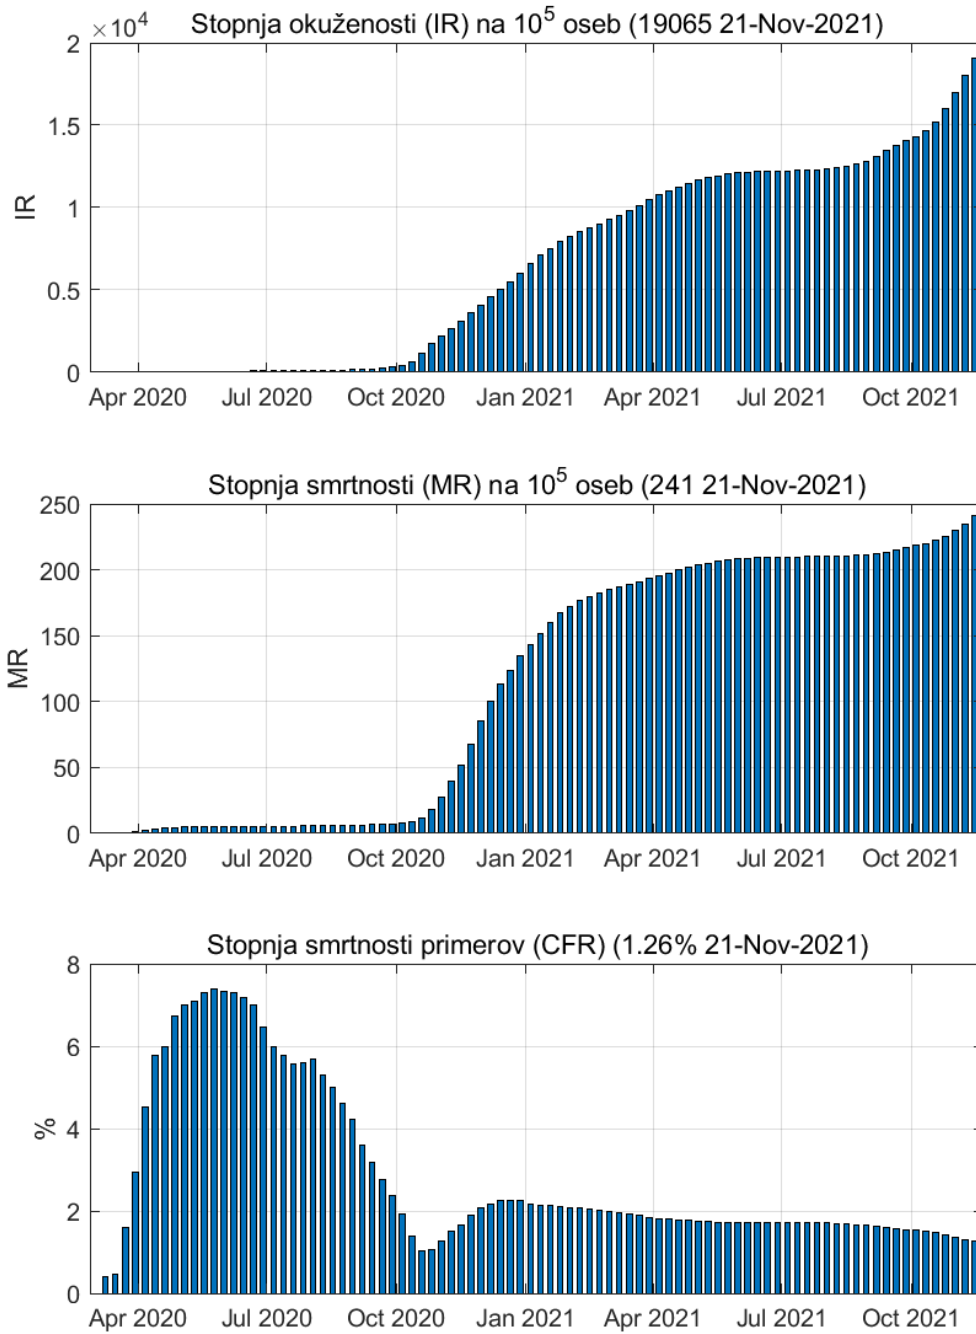 Stopnja okuženosti (IR) na 10^5 oseb (19065 21-Nov-2021)
×10^4
2
1.5
1
0.5
0
IR
Apr 2020 Jul 2020 Oct 2020 Jan 2021 Apr 2021 Jul 2021 Oct 2021
Stopnja smrtnosti (MR) na 10^5 oseb (241 21-Nov-2021)
250
200
150
100
50
0
MR
Apr 2020 Jul 2020 Oct 2020 Jan 2021 Apr 2021 Jul 2021 Oct 2021
Stopnja smrtnosti primerov (CFR) (1.26% 21-Nov-2021)
8
6
4
2
0
%
Apr 2020 Jul 2020 Oct 2020 Jan 2021 Apr 2021 Jul 2021 Oct 2021